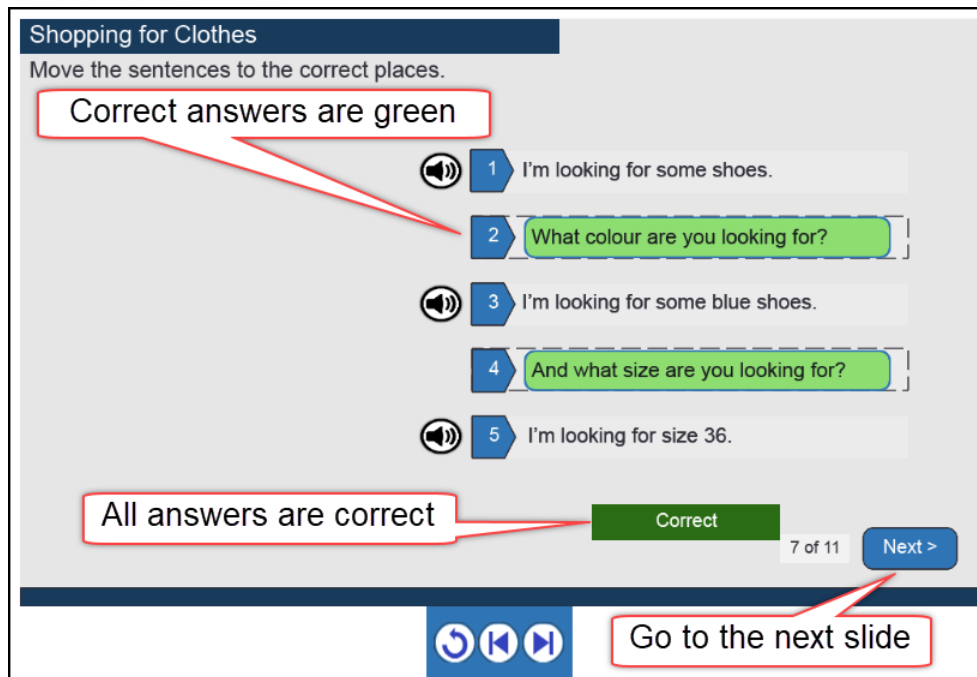 Shopping for Clothes
Move the sentences to the correct places.
Correct answers are green
1 I'm looking for some shoes.
2 What colour are you looking for?
3 I'm looking for some blue shoes.
4 And what size are you looking for?
5 I'm looking for size 36.
All answers are correct
Correct
7 of 11
Next >
Go to the next slide